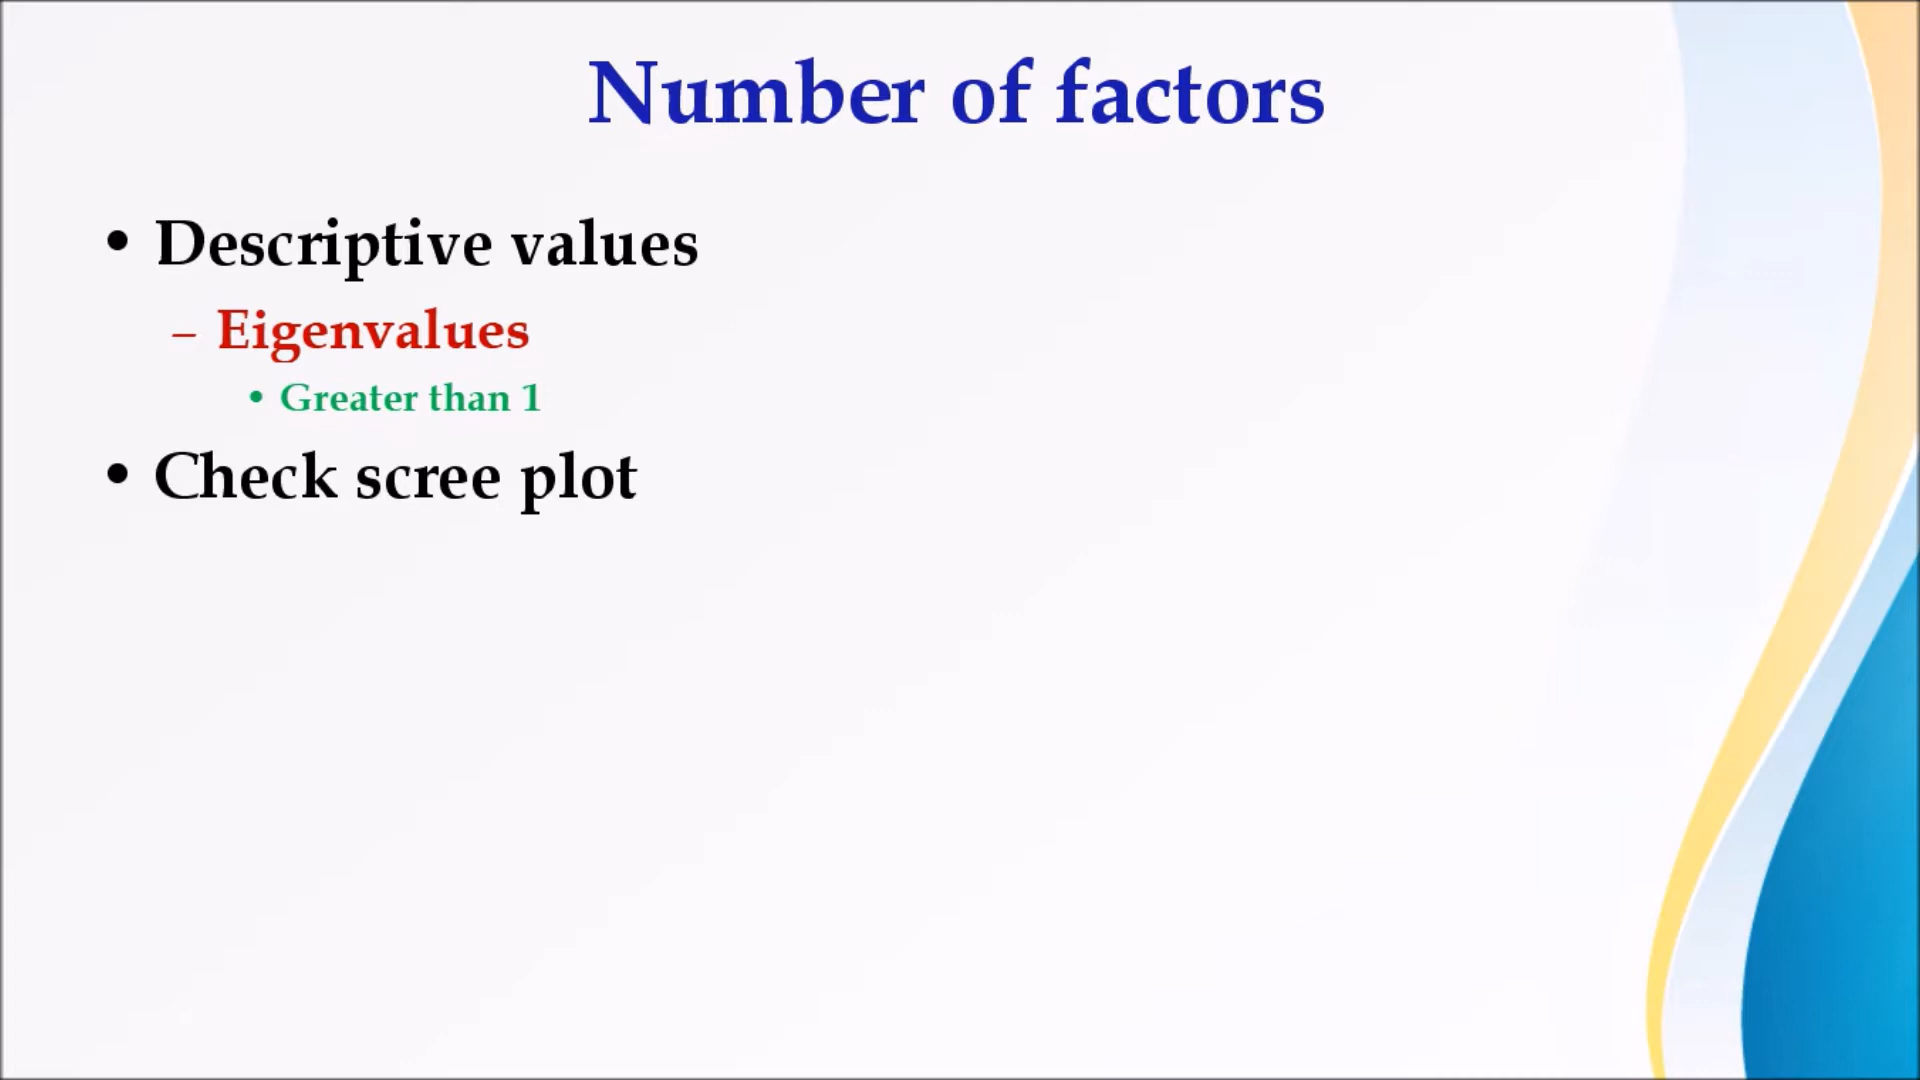 Number of factors
• Descriptive values
– Eigenvalues
• Greater than 1
• Check scree plot